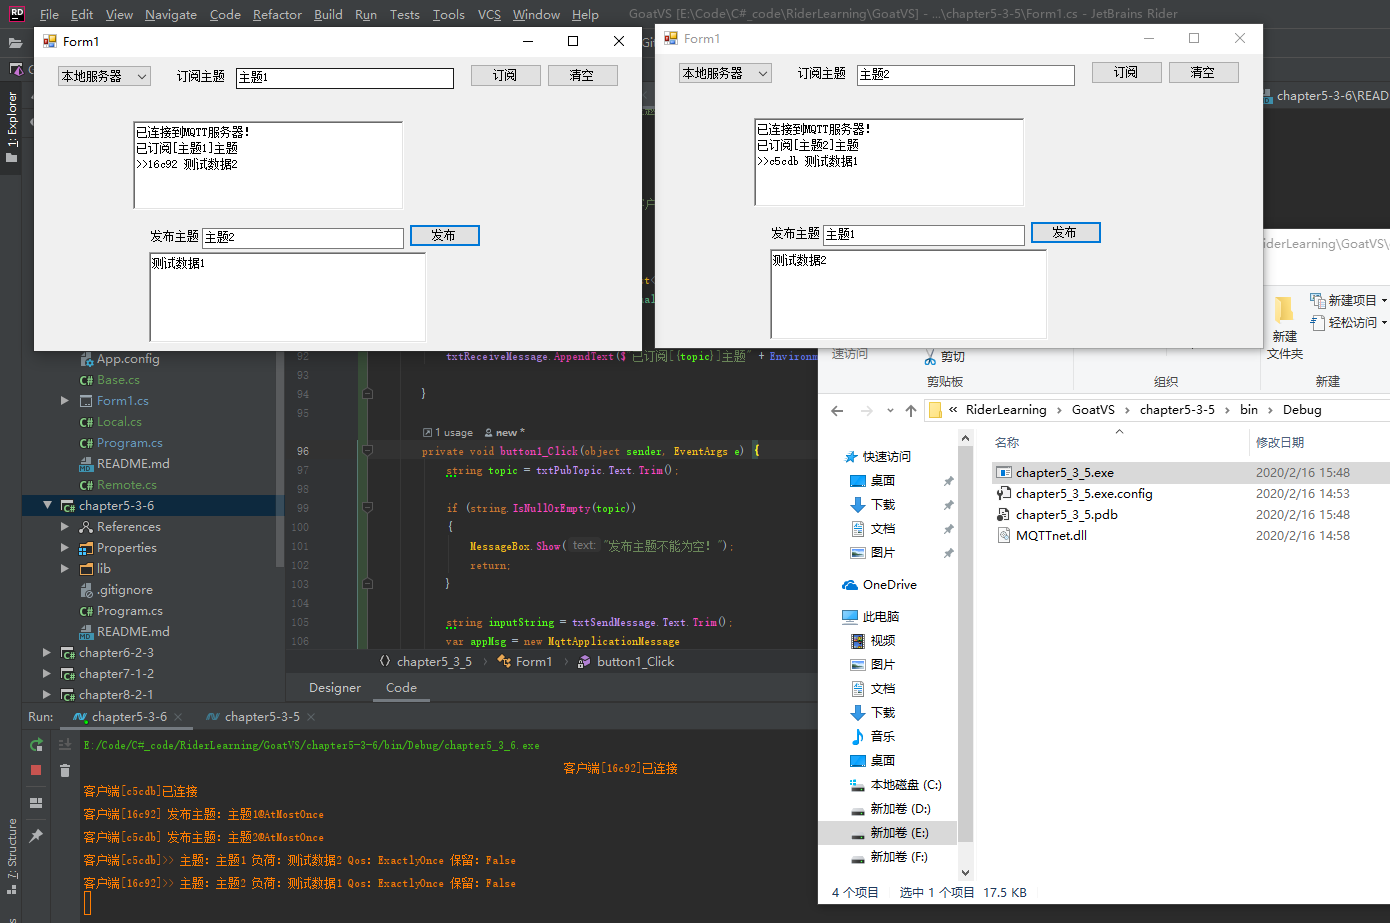 File Edit View Navigate Code Refactor Build Run Tests Tools VCS Window Help GoatVS [E:\Code\C#_code\RiderLearning\GoatVS] - ...\chapter5-3-5\Form1.cs - JetBrains Rider
Form1
本地服务器 订阅主题 主题1 订阅 清空
已连接到MQTT服务器!
已订阅[主题1]主题
>>16c92 测试数据2
发布主题 主题2 发布
测试数据1
Form1
本地服务器 订阅主题 主题2 订阅 清空
已连接到MQTT服务器!
已订阅[主题2]主题
>>c5cdb 测试数据1
发布主题 主题1 发布
测试数据2
chapter5-3-6\READ
1: Explorer
App.config
Base.cs
Form1.cs
Local.cs
Program.cs
README.md
Remote.cs
chapter5-3-6
References
Properties
lib
.gitignore
Program.cs
README.md
chapter6-2-3
chapter7-1-2
chapter8-2-1
92 txtReceiveMessage.AppendText($"已订阅[{topic}]主题" + Environm
93
94 }
95
1 usage new *
96 private void button1_Click(object sender, EventArgs e) {
97 string topic = txtPubTopic.Text.Trim();
98
99 if (string.IsNullOrEmpty(topic))
100 {
101 MessageBox.Show(text: "发布主题不能为空！");
102 return;
103 }
104
105 string inputString = txtSendMessage.Text.Trim();
106 var appMsg = new MqttApplicationMessage
chapter5_3_5 Form1 button1_Click
Designer Code
Run: chapter5-3-6 chapter5-3-5
E:/Code/C#_code/RiderLearning/GoatVS/chapter5-3-6/bin/Debug/chapter5_3_6.exe
客户端[16c92]已连接
客户端[c5cdb]已连接
客户端[16c92] 发布主题: 主题1@AtMostOnce
客户端[c5cdb] 发布主题: 主题2@AtMostOnce
客户端[c5cdb]>> 主题: 主题1 负荷: 测试数据2 Qos: ExactlyOnce 保留: False
客户端[16c92]>> 主题: 主题2 负荷: 测试数据1 Qos: ExactlyOnce 保留: False
7: Structure
iderLearning\GoatVS\
新建项目
轻松访问
新建
文件夹
速访问
剪切
剪贴板 组织 新建
« RiderLearning › GoatVS › chapter5-3-5 › bin › Debug
名称 修改日期
chapter5_3_5.exe 2020/2/16 15:48
chapter5_3_5.exe.config 2020/2/16 14:53
chapter5_3_5.pdb 2020/2/16 15:48
MQTTnet.dll 2020/2/16 14:58
快速访问
桌面
下载
文档
图片
OneDrive
此电脑
视频
图片
文档
下载
音乐
桌面
本地磁盘 (C:)
新加卷 (D:)
新加卷 (E:)
新加卷 (F:)
4 个项目 选中 1 个项目 17.5 KB